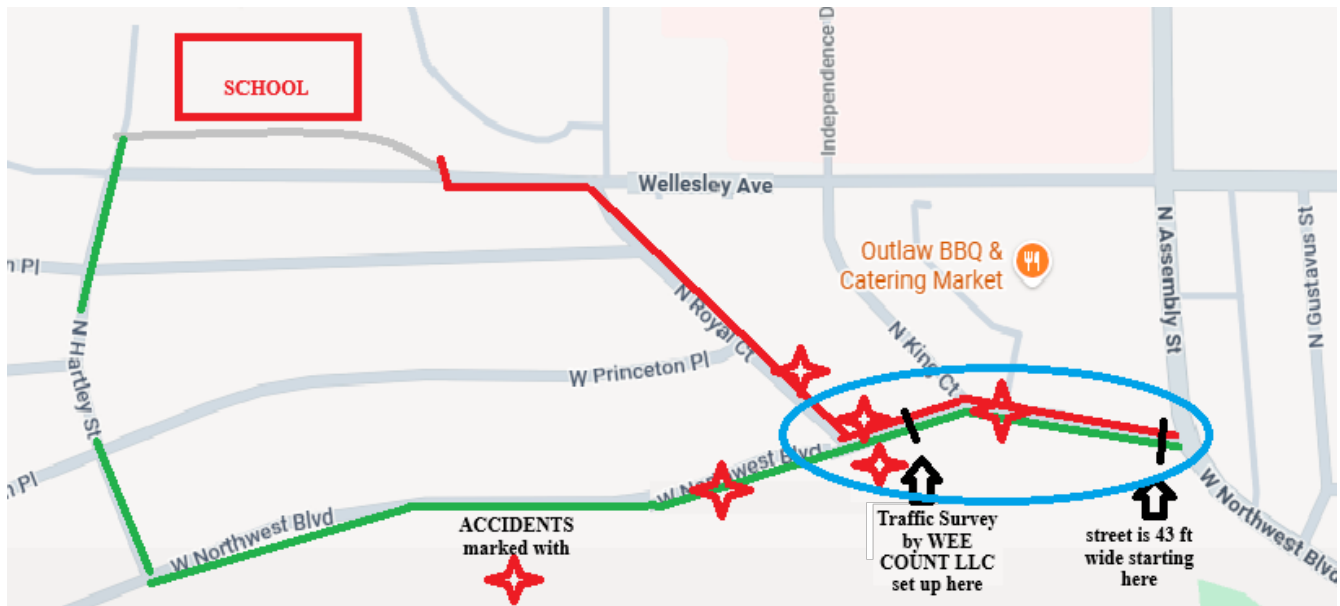 SCHOOL
Independence D
Wellesley Ave
N Assembly St
N Gustavus St
Outlaw BBQ &
Catering Market
n Pl
N Hartley St
N Royal Ct
N King Ct
W Princeton Pl
n Pl
W Northwest Blvd
W Northwest Blvd
W Northwest Blvd
ACCIDENTS
marked with
Traffic Survey
by WEE
COUNT LLC
set up here
street is 43 ft
wide starting
here